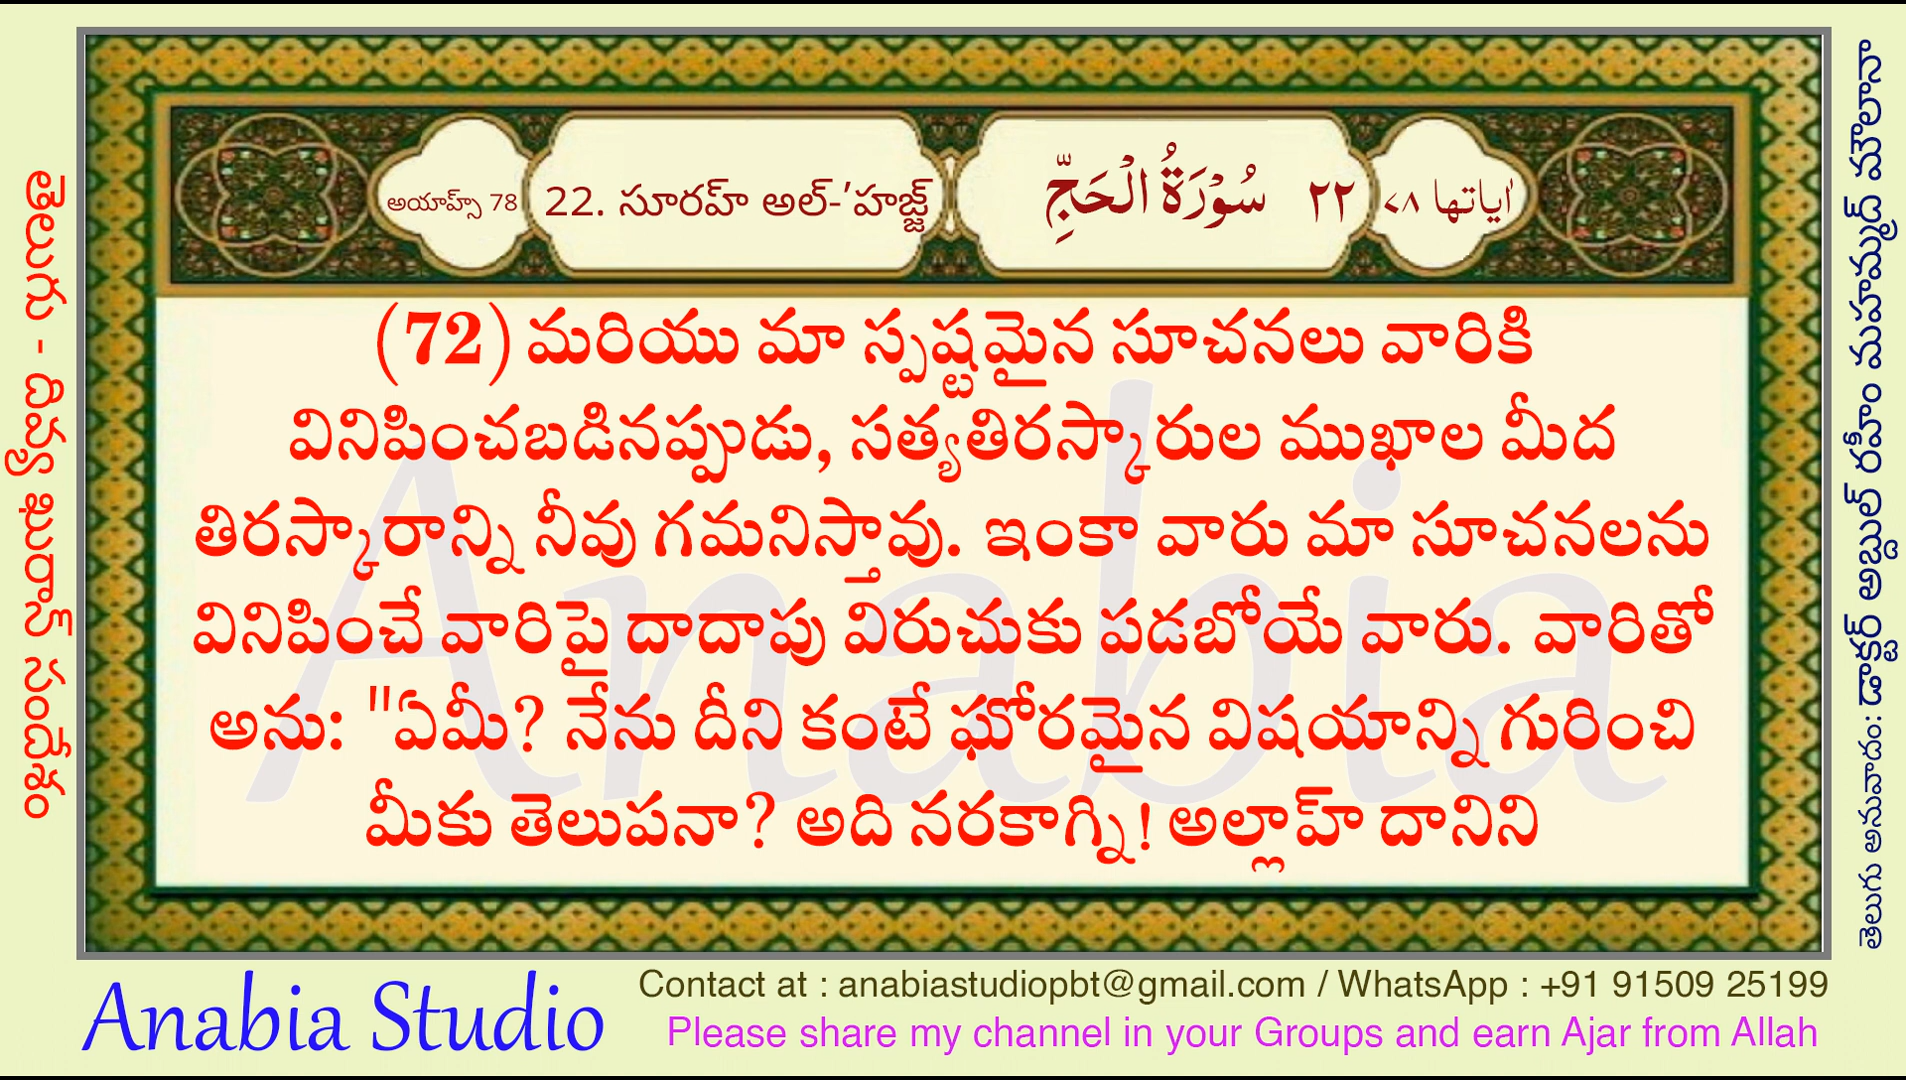 అయాహ్స్ 78
22. సూరహ్ అల్-'హజ్జ్
سُوْرَةُ الْحَجِّ ٢٢
اٰیاتها ٧٨
(72) మరియు మా స్పష్టమైన సూచనలు వారికి
వినిపించబడినప్పుడు, సత్యతిరస్కారుల ముఖాల మీద
తిరస్కారాన్ని నీవు గమనిస్తావు. ఇంకా వారు మా సూచనలను
వినిపించే వారిపై దాదాపు విరుచుకు పడబోయే వారు. వారితో
అను: "ఏమీ? నేను దీని కంటే ఘోరమైన విషయాన్ని గురించి
మీకు తెలుపనా? అది నరకాగ్ని! అల్లాహ్ దానిని
తెలుగు - దివ్య ఖురాన్ సందేశం
తెలుగు అనువాదం: డాక్టర్ అబ్దుల్ రహీం మహమ్మద్ మౌలానా
Anabia
Anabia Studio
Contact at : anabiastudiopbt@gmail.com / WhatsApp : +91 91509 25199
Please share my channel in your Groups and earn Ajar from Allah